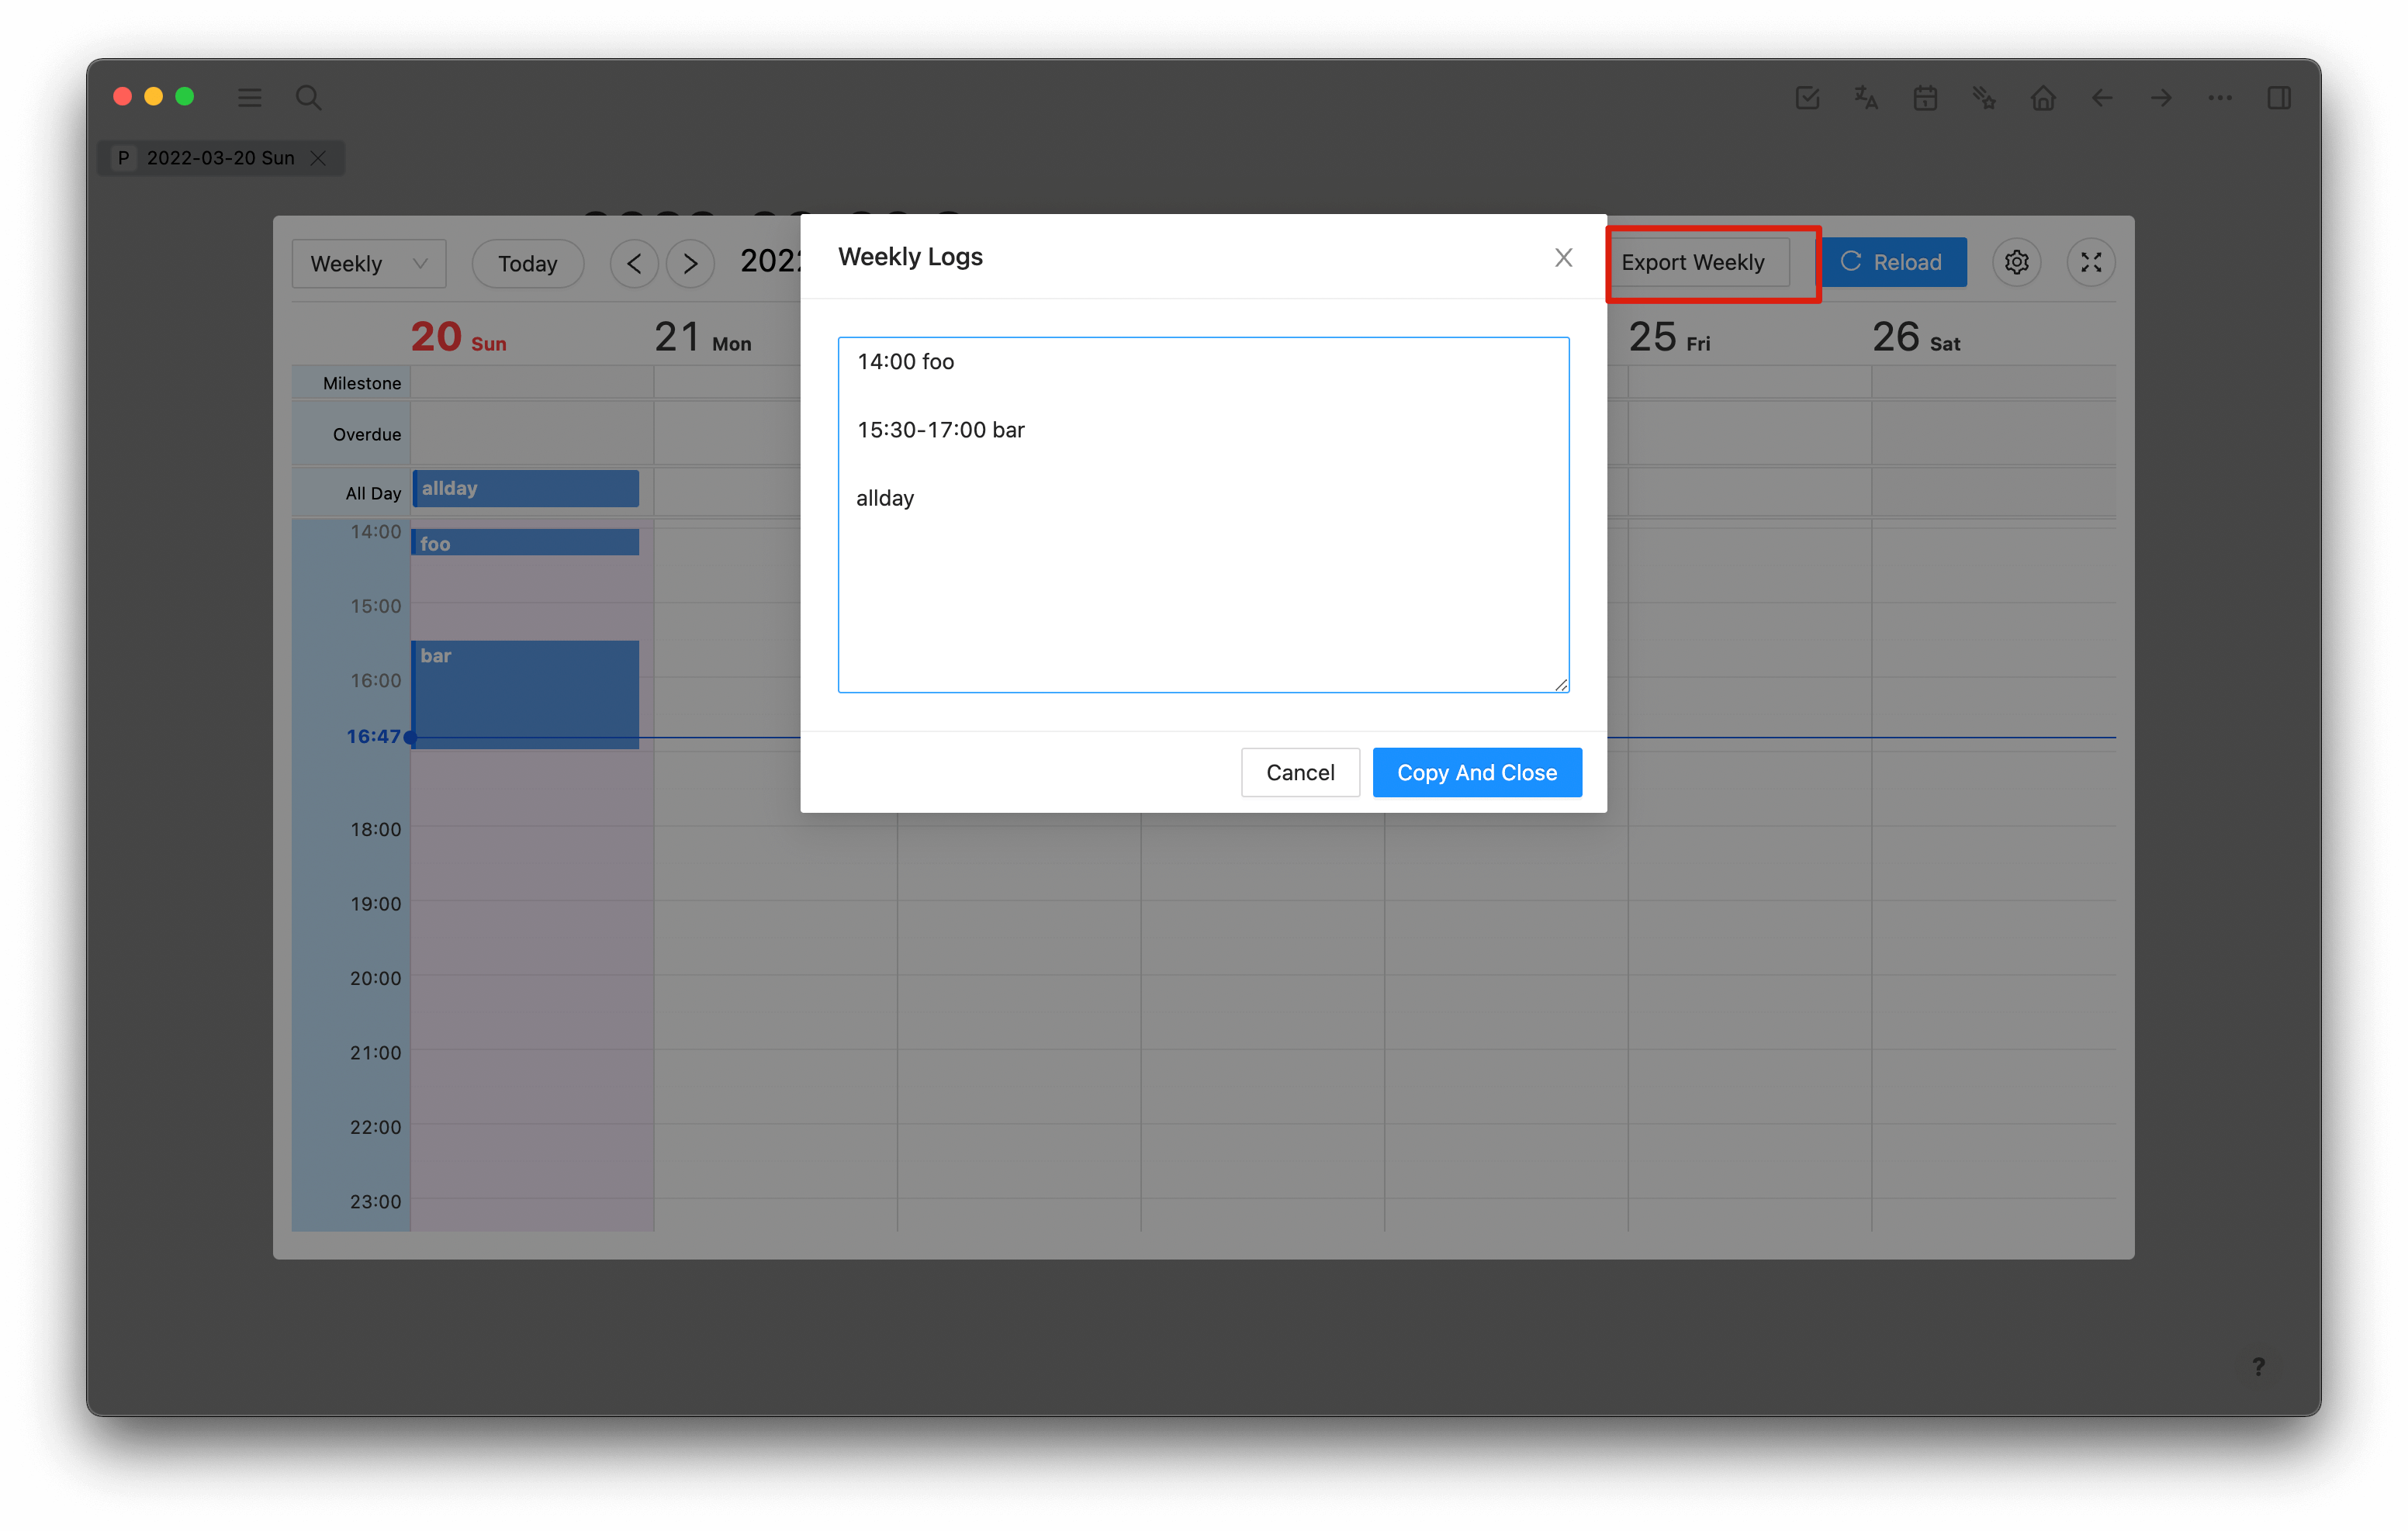 P 2022-03-20 Sun
Weekly Today
Weekly Logs
Export Weekly Reload
20 Sun 21 Mon 25 Fri 26 Sat
Milestone
Overdue
All Day allday
14:00 foo
15:00
bar
16:00
16:47
18:00
19:00
20:00
21:00
22:00
23:00
14:00 foo
15:30-17:00 bar
allday
Cancel Copy And Close
?